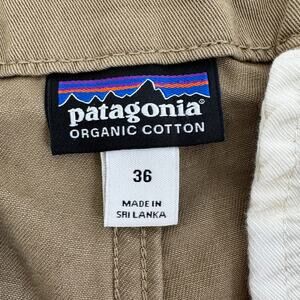 patagonia®
ORGANIC COTTON
36
MADE IN
SRI LANKA